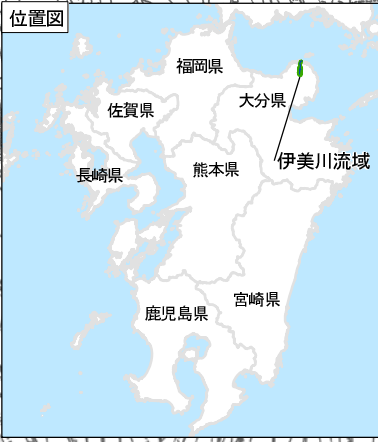 位置図
福岡県
大分県
佐賀県
長崎県
熊本県
伊美川流域
宮崎県
鹿児島県